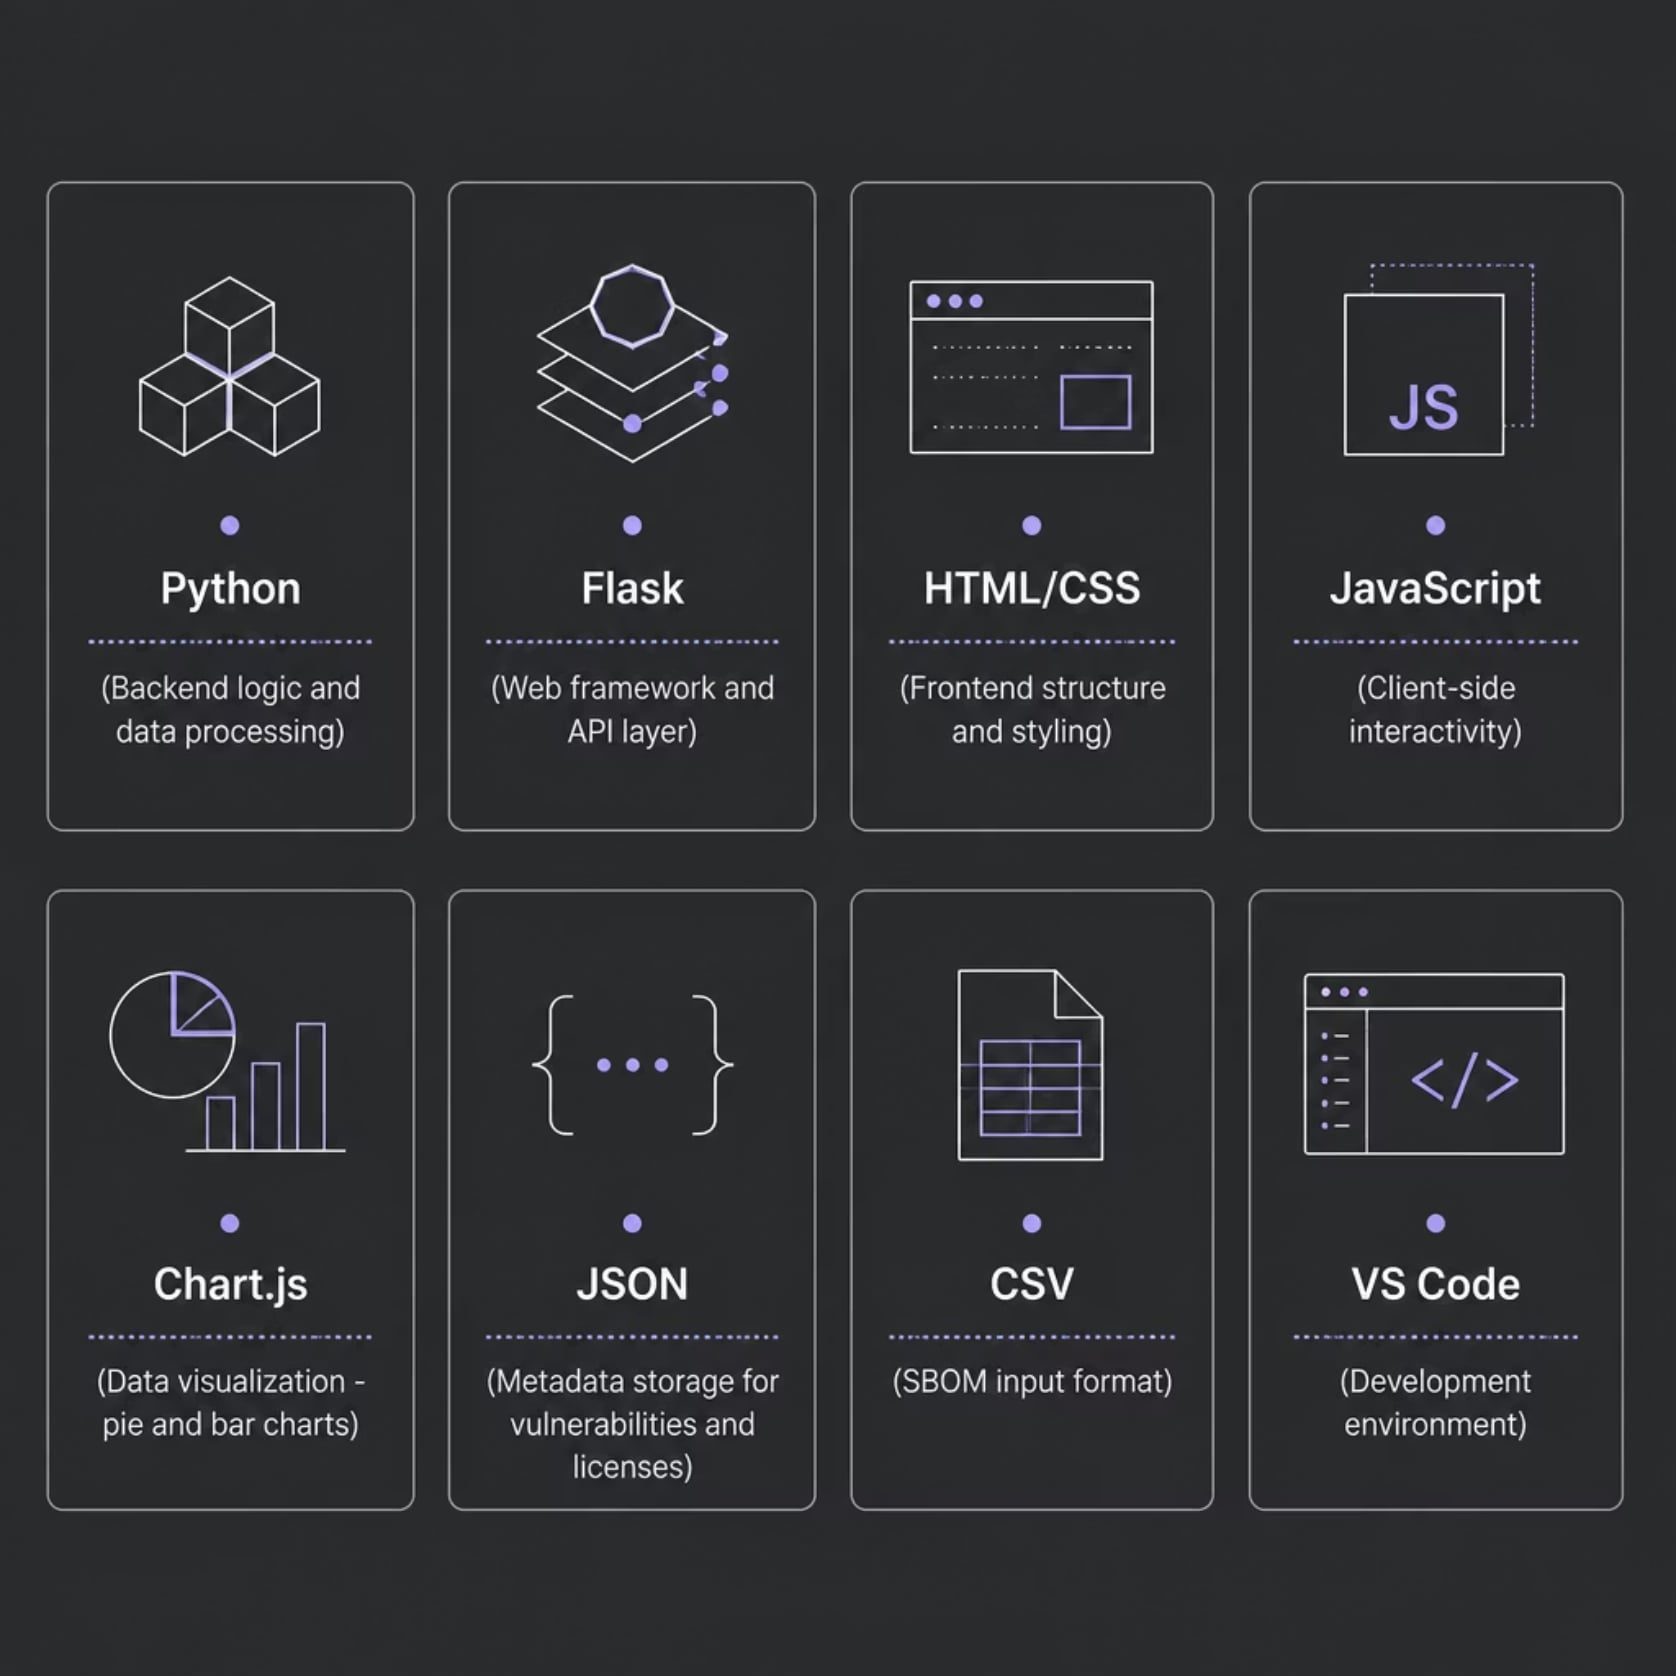 JS
Python
(Backend logic and
data processing)
Flask
(Web framework and
API layer)
HTML/CSS
(Frontend structure
and styling)
JavaScript
(Client-side
interactivity)
Chart.js
(Data visualization -
pie and bar charts)
{...}
JSON
(Metadata storage for
vulnerabilities and
licenses)
CSV
(SBOM input format)
</>
VS Code
(Development
environment)